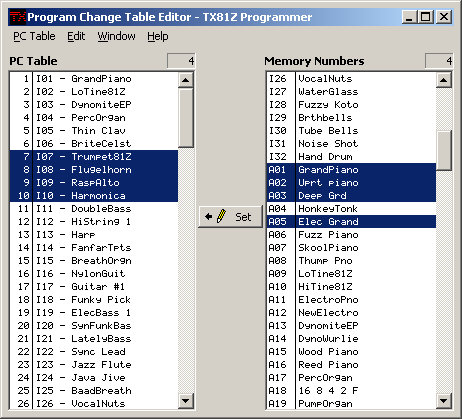 TX Program Change Table Editor - TX81Z Programmer
PC Table Edit Window Help
PC Table 4
1 I01 - GrandPiano
2 I02 - LoTine81Z
3 I03 - DynomiteEP
4 I04 - PercOrgan
5 I05 - Thin Clav
6 I06 - BriteCelst
7 I07 - Trumpet81Z
8 I08 - Flugelhorn
9 I09 - RaspAlto
10 I10 - Harmonica
11 I11 - DoubleBass
12 I12 - HiString 1
13 I13 - Harp
14 I14 - FanfarTpts
15 I15 - BreathOrgn
16 I16 - NylonGuit
17 I17 - Guitar #1
18 I18 - Funky Pick
19 I19 - ElecBass 1
20 I20 - SynFunkBas
21 I21 - LatelyBass
22 I22 - Sync Lead
23 I23 - Jazz Flute
24 I24 - Java Jive
25 I25 - BaadBreath
26 I26 - VocalNuts
Set
Memory Numbers 4
I26 VocalNuts
I27 WaterGlass
I28 Fuzzy Koto
I29 Brthbells
I30 Tube Bells
I31 Noise Shot
I32 Hand Drum
A01 GrandPiano
A02 Uprt piano
A03 Deep Grd
A04 HonkeyTonk
A05 Elec Grand
A06 Fuzz Piano
A07 SkoolPiano
A08 Thump Pno
A09 LoTine81Z
A10 HiTine81Z
A11 ElectroPno
A12 NewElectro
A13 DynomiteEP
A14 DynoWurlie
A15 Wood Piano
A16 Reed Piano
A17 PercOrgan
A18 16 8 4 2 F
A19 PumpOrgan